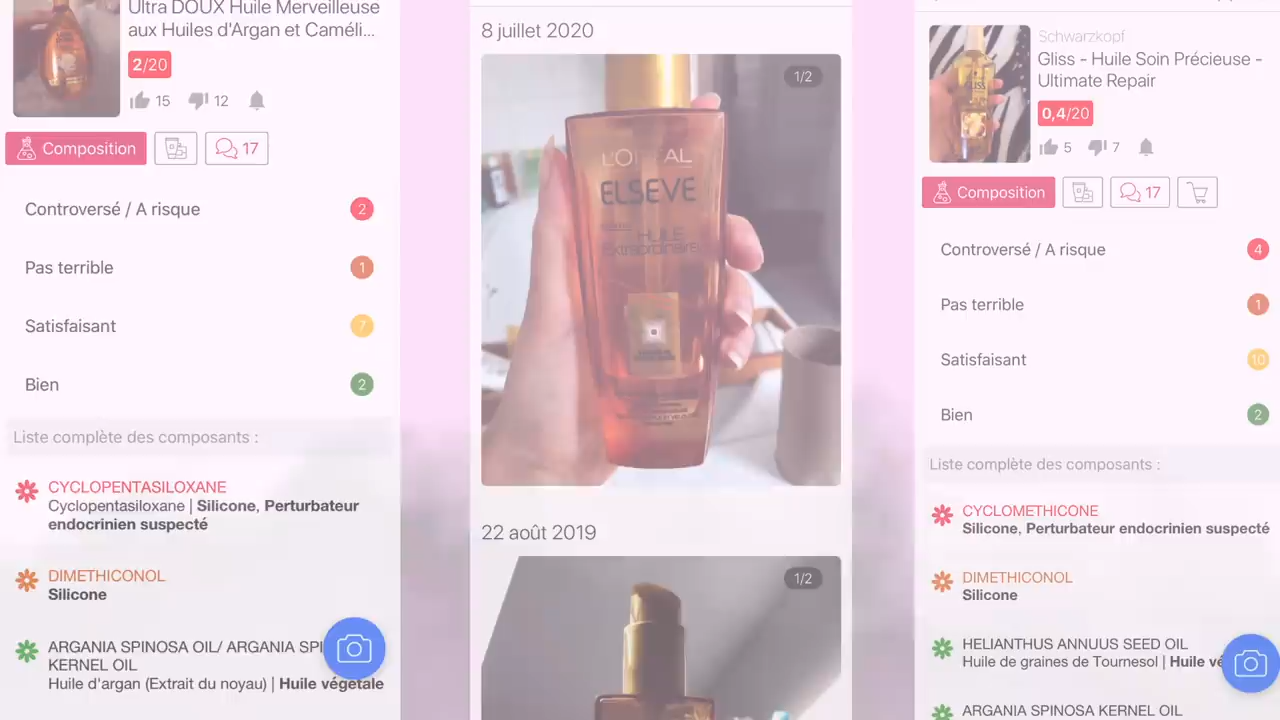 Ultra DOUX Huile Merveilleuse
aux Huiles d'Argan et Caméli...
2/20
15
12
Composition
17
Controversé / A risque
2
Pas terrible
1
Satisfaisant
7
Bien
2
Liste complète des composants :
CYCLOPENTASILOXANE
Cyclopentasiloxane | Silicone, Perturbateur
endocrinien suspecté
DIMETHICONOL
Silicone
ARGANIA SPINOSA OIL/ ARGANIA SPI
KERNEL OIL
Huile d'argan (Extrait du noyau) | Huile végétale
8 juillet 2020
1/2
L'ORÉAL
ELSEVE
HUILE
Extraordinaire
22 août 2019
1/2
Schwarzkopf
Gliss - Huile Soin Précieuse -
Ultimate Repair
GLISS
0,4/20
5
7
Composition
17
Controversé / A risque
4
Pas terrible
1
Satisfaisant
10
Bien
2
Liste complète des composants :
CYCLOMETHICONE
Silicone, Perturbateur endocrinien suspecté
DIMETHICONOL
Silicone
HELIANTHUS ANNUUS SEED OIL
Huile de graines de Tournesol | Huile vé
ARGANIA SPINOSA KERNEL OIL